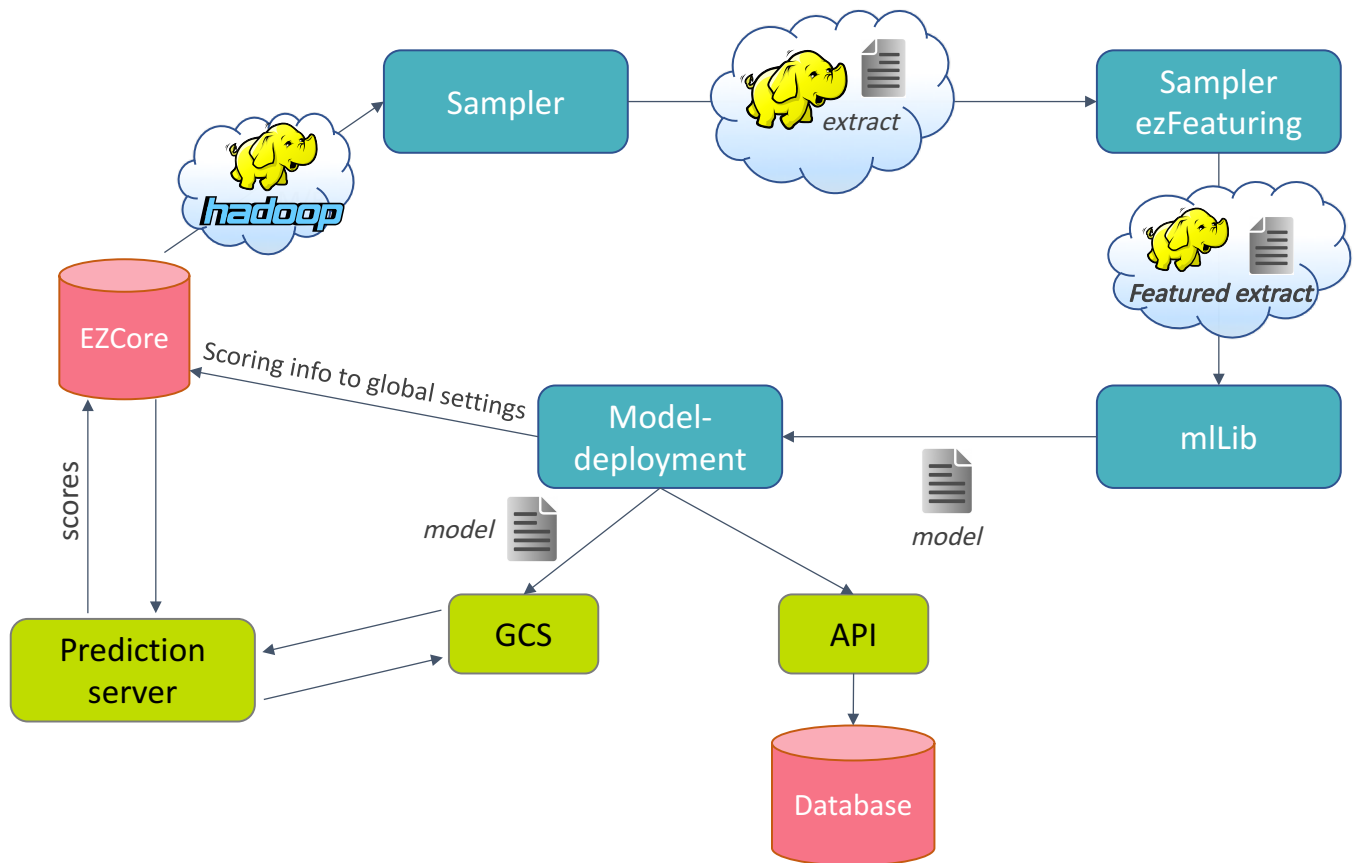 Sampler
extract
Sampler
ezFeaturing
hadoop
Featured extract
EZCore
Scoring info to global settings
Model-
deployment
mlLib
scores
model
model
Prediction
server
GCS
API
Database